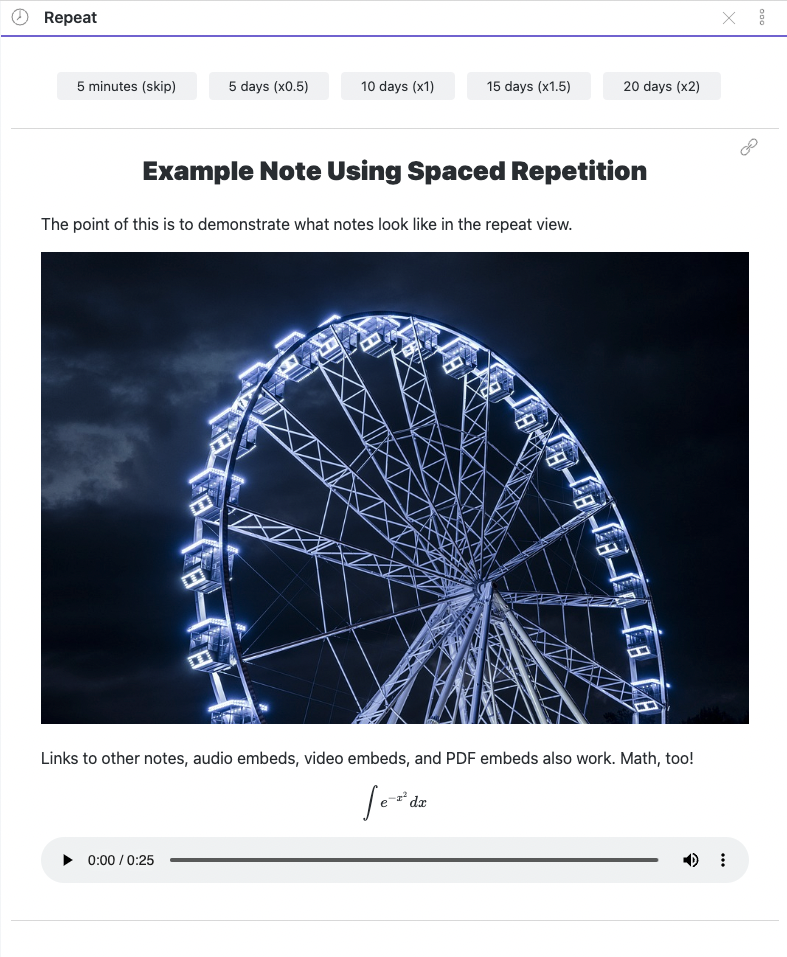 Repeat
5 minutes (skip)
5 days (x0.5)
10 days (x1)
15 days (x1.5)
20 days (x2)
Example Note Using Spaced Repetition
The point of this is to demonstrate what notes look like in the repeat view.
Links to other notes, audio embeds, video embeds, and PDF embeds also work. Math, too!
∫ e^{-x^2} dx
0:00 / 0:25